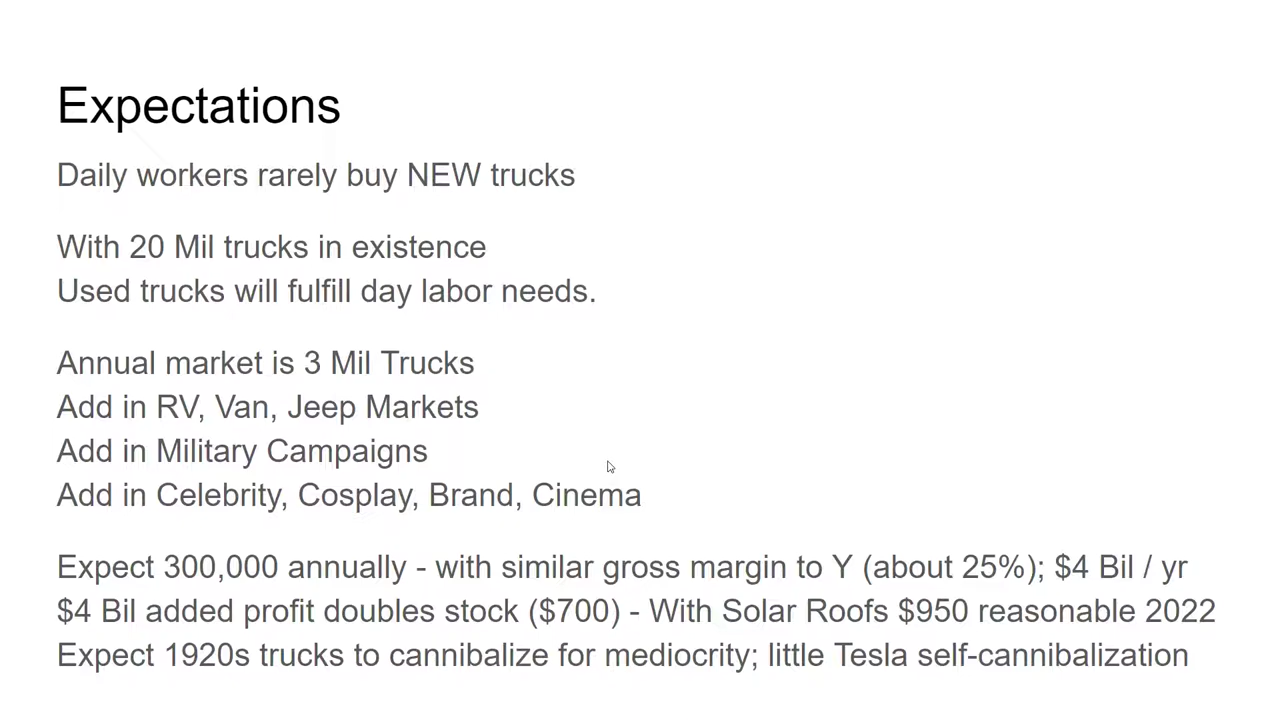 Expectations
Daily workers rarely buy NEW trucks
With 20 Mil trucks in existence
Used trucks will fulfill day labor needs.
Annual market is 3 Mil Trucks
Add in RV, Van, Jeep Markets
Add in Military Campaigns
Add in Celebrity, Cosplay, Brand, Cinema
Expect 300,000 annually - with similar gross margin to Y (about 25%); $4 Bil / yr
$4 Bil added profit doubles stock ($700) - With Solar Roofs $950 reasonable 2022
Expect 1920s trucks to cannibalize for mediocrity; little Tesla self-cannibalization